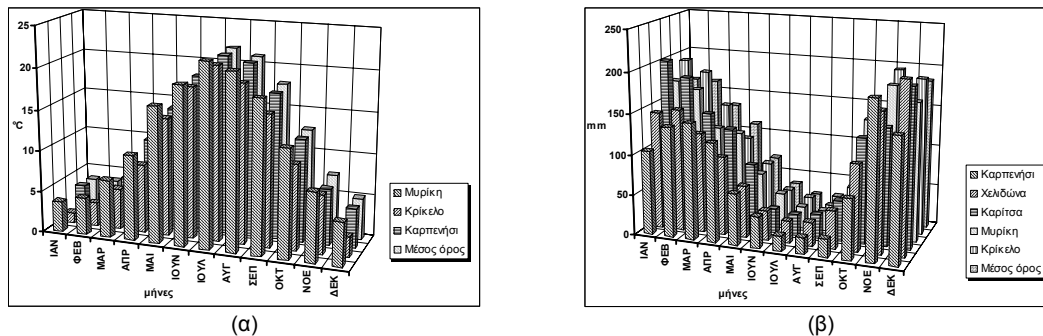 25
20
15
10
5
0
°C
ΙΑΝ
ΦΕΒ
ΜΑΡ
ΑΠΡ
ΜΑΙ
ΙΟΥΝ
ΙΟΥΛ
ΑΥΓ
ΣΕΠ
ΟΚΤ
ΝΟΕ
ΔΕΚ
μήνες
Μυρίκη
Κρίκελο
Καρπενήσι
Μέσος όρος
(α)
250
200
150
100
50
0
mm
ΙΑΝ
ΦΕΒ
ΜΑΡ
ΑΠΡ
ΜΑΙ
ΙΟΥΝ
ΙΟΥΛ
ΑΥΓ
ΣΕΠ
ΟΚΤ
ΝΟΕ
ΔΕΚ
μήνες
Καρπενήσι
Χελιδώνα
Καρίτσα
Μυρίκη
Κρίκελο
Μέσος όρος
(β)